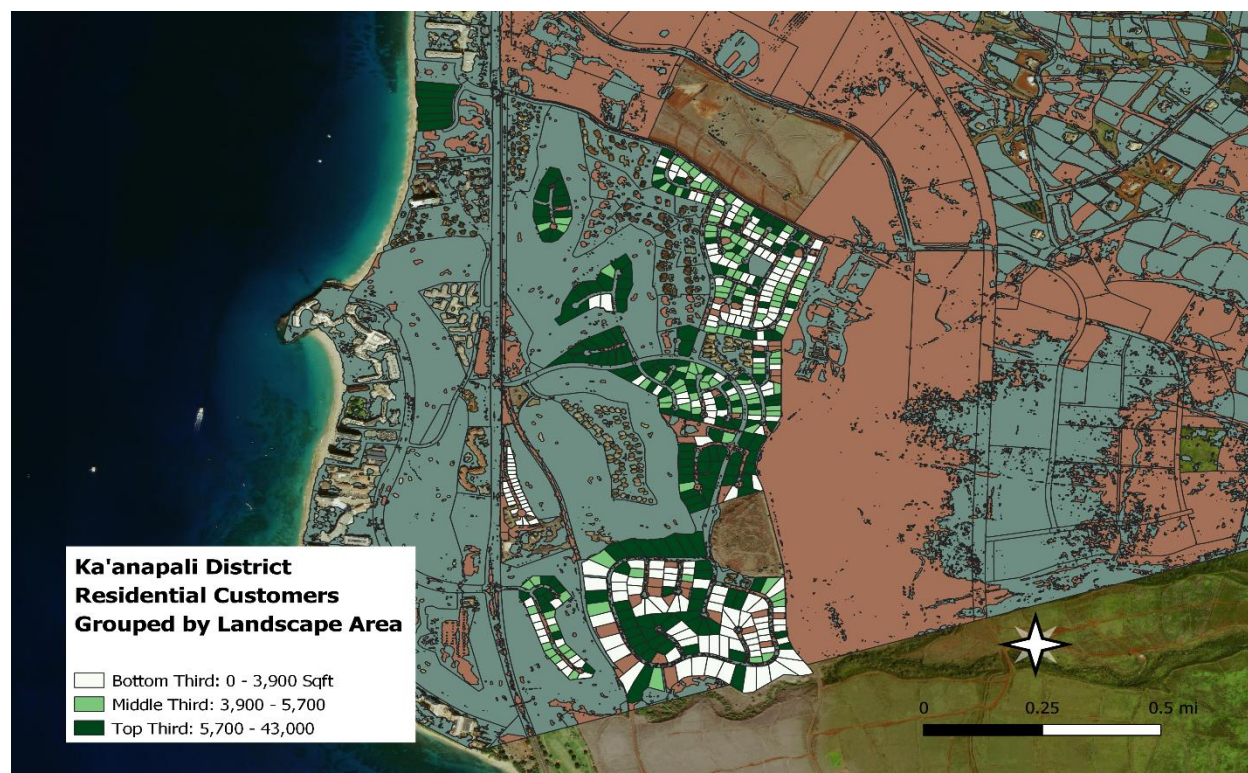 Ka'anapali District
Residential Customers
Grouped by Landscape Area
Bottom Third: 0 - 3,900 Sqft
Middle Third: 3,900 - 5,700
Top Third: 5,700 - 43,000
0 0.25 0.5 mi